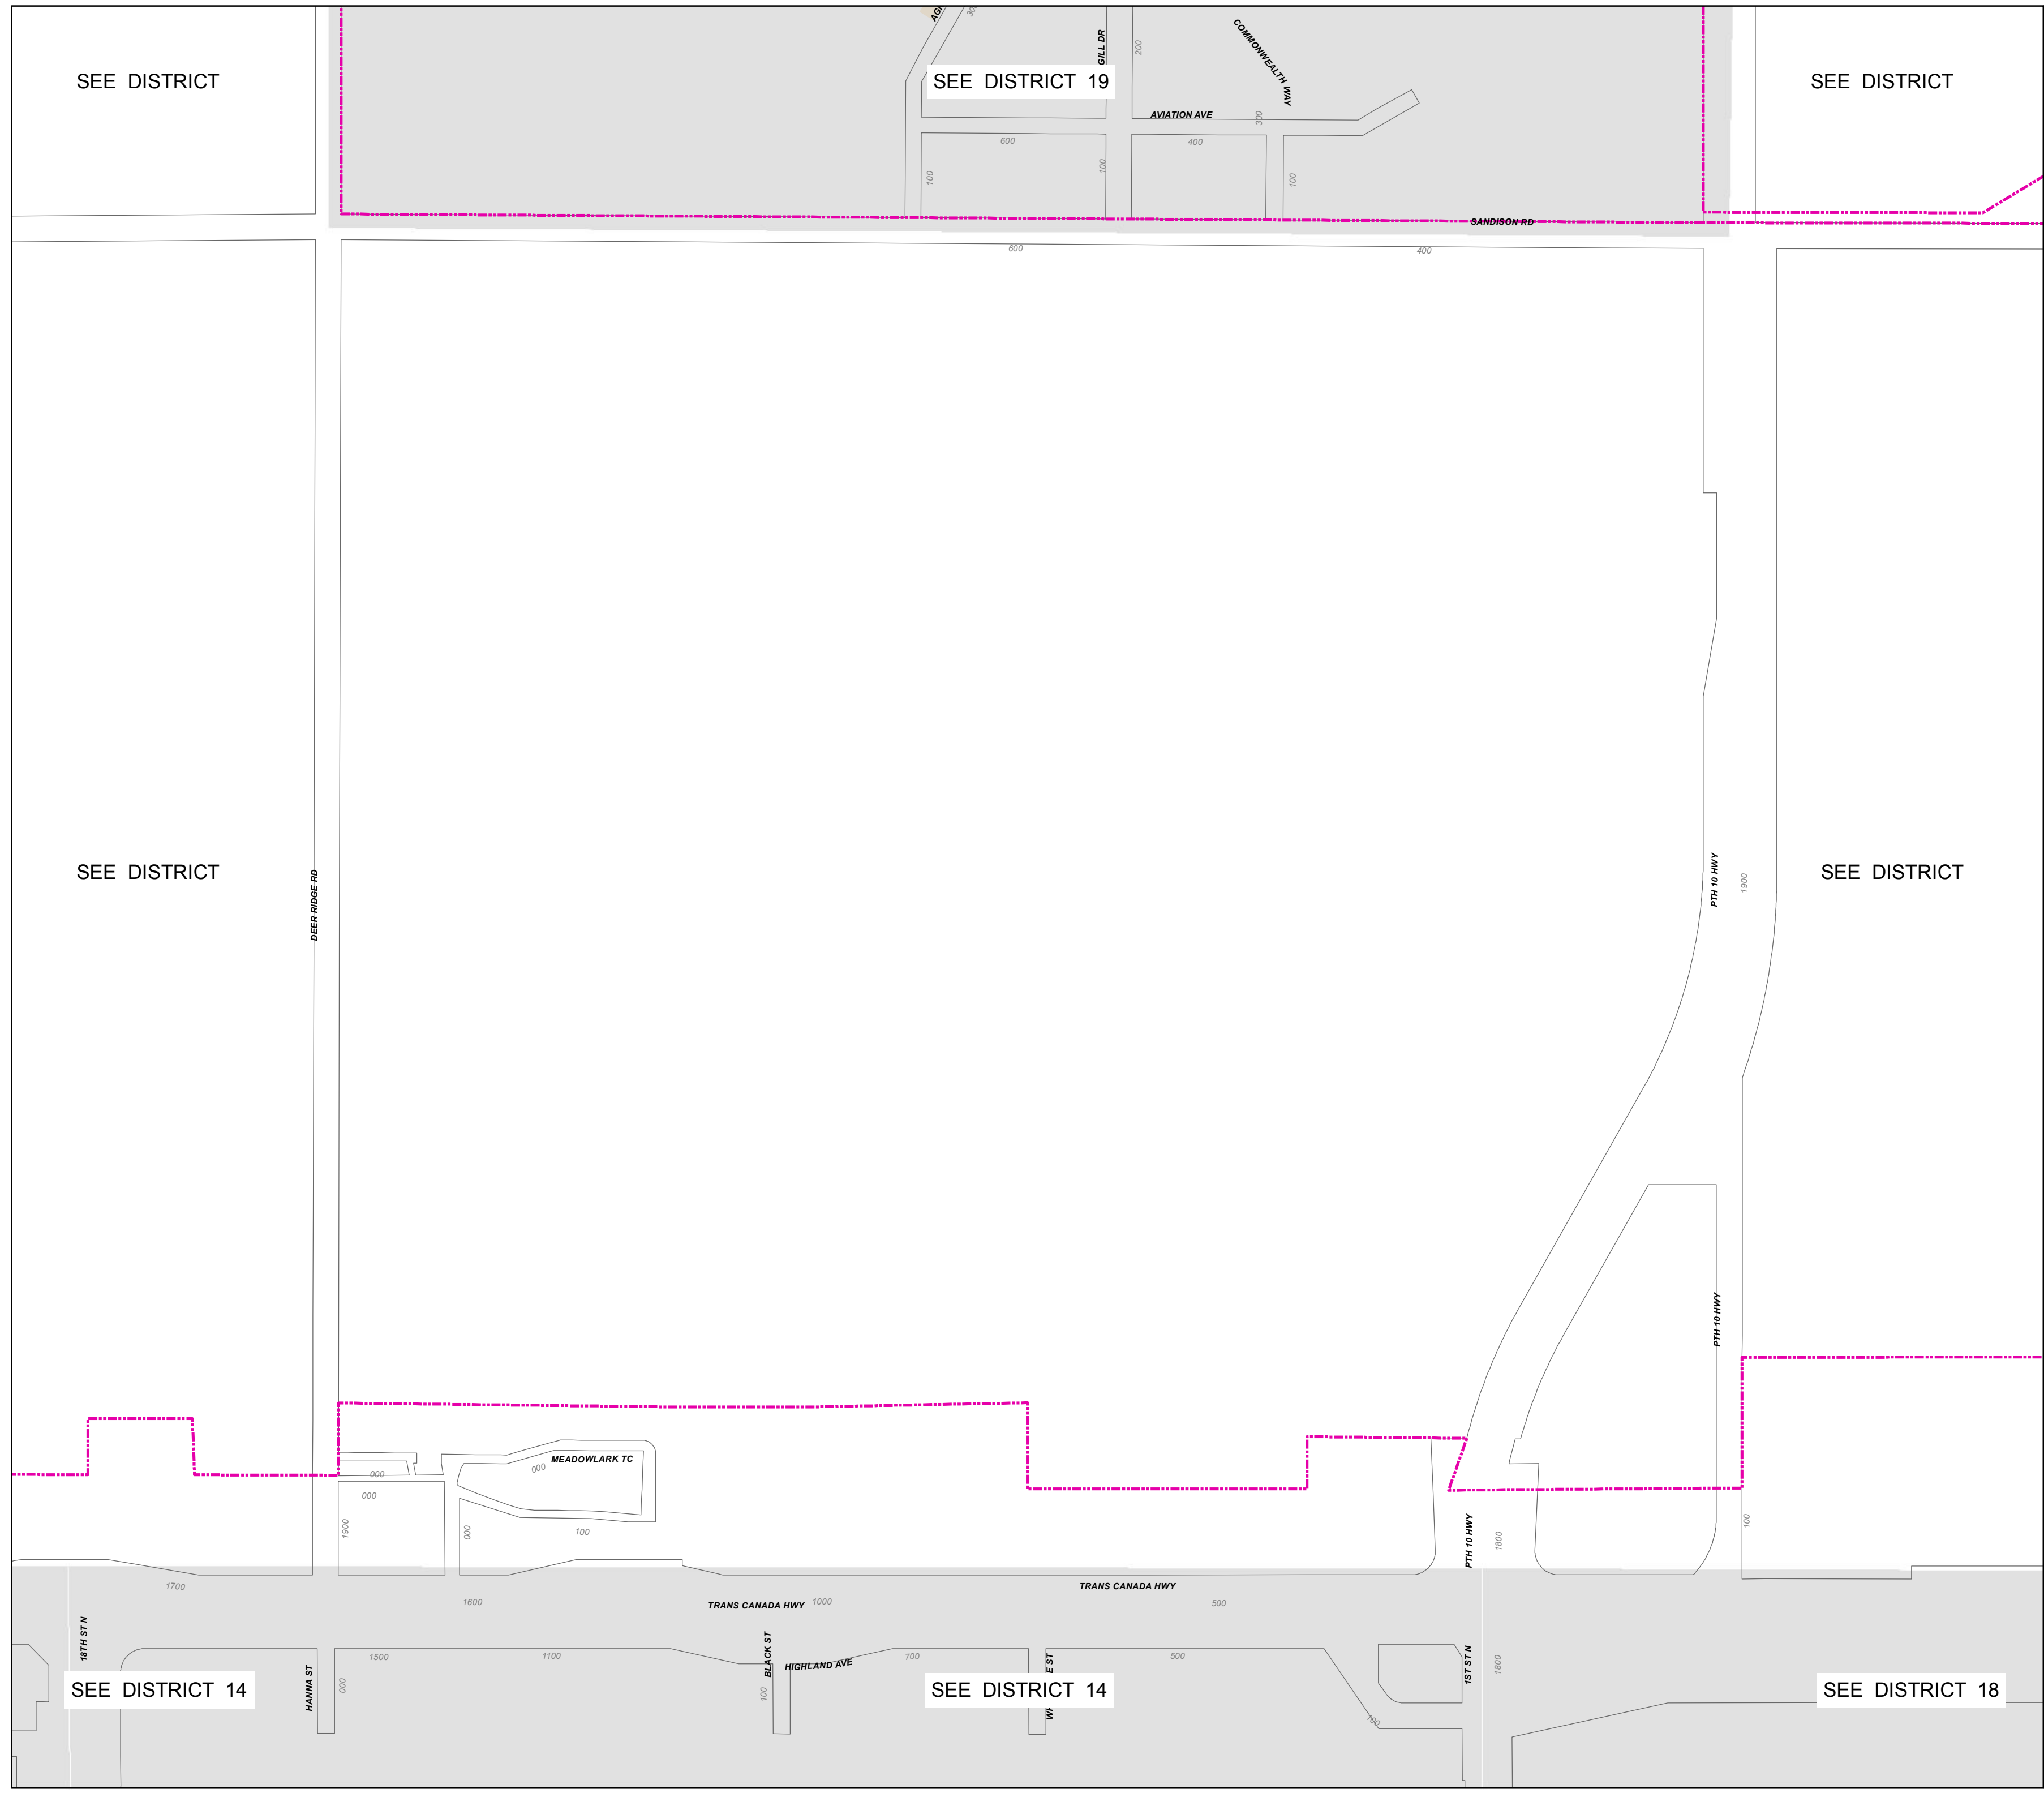 300
200
GILL DR
COMMONWEALTH WAY
SEE DISTRICT
SEE DISTRICT 19
SEE DISTRICT
AVIATION AVE
300
600
400
100
100
100
SANDISON RD
600
400
SEE DISTRICT
DEER RIDGE RD
PTH 10 HWY
1900
SEE DISTRICT
PTH 10 HWY
MEADOWLARK TC
000
000
000
1900
000
100
PTH 10 HWY
1800
100
1700
TRANS CANADA HWY
1600
TRANS CANADA HWY
1000
500
18TH ST N
HANNA ST
000
1500
1100
BLACK ST
100
HIGHLAND AVE
700
500
1ST ST N
1800
SEE DISTRICT 14
SEE DISTRICT 14
SEE DISTRICT 18
100